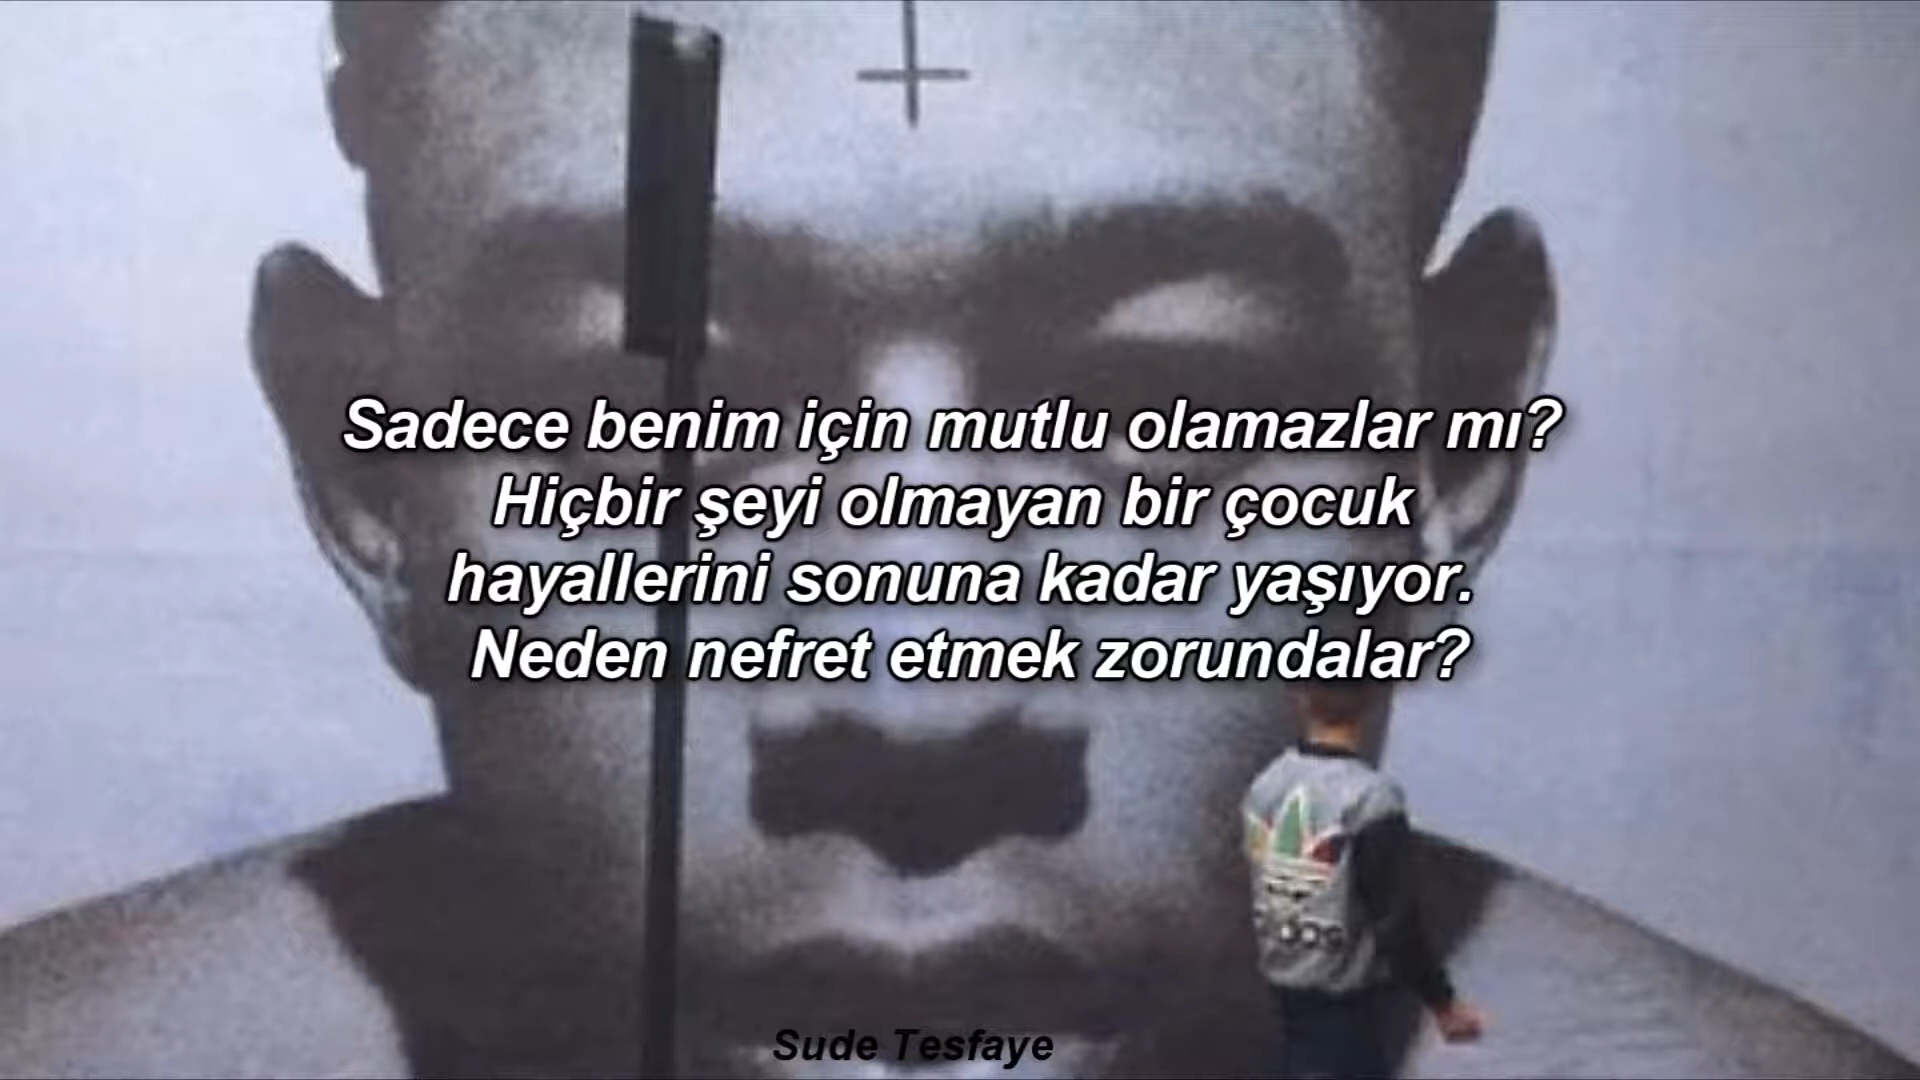 Sadece benim için mutlu olamazlar mı?
Hiçbir şeyi olmayan bir çocuk
hayallerini sonuna kadar yaşıyor.
Neden nefret etmek zorundalar?
Sude Tesfaye